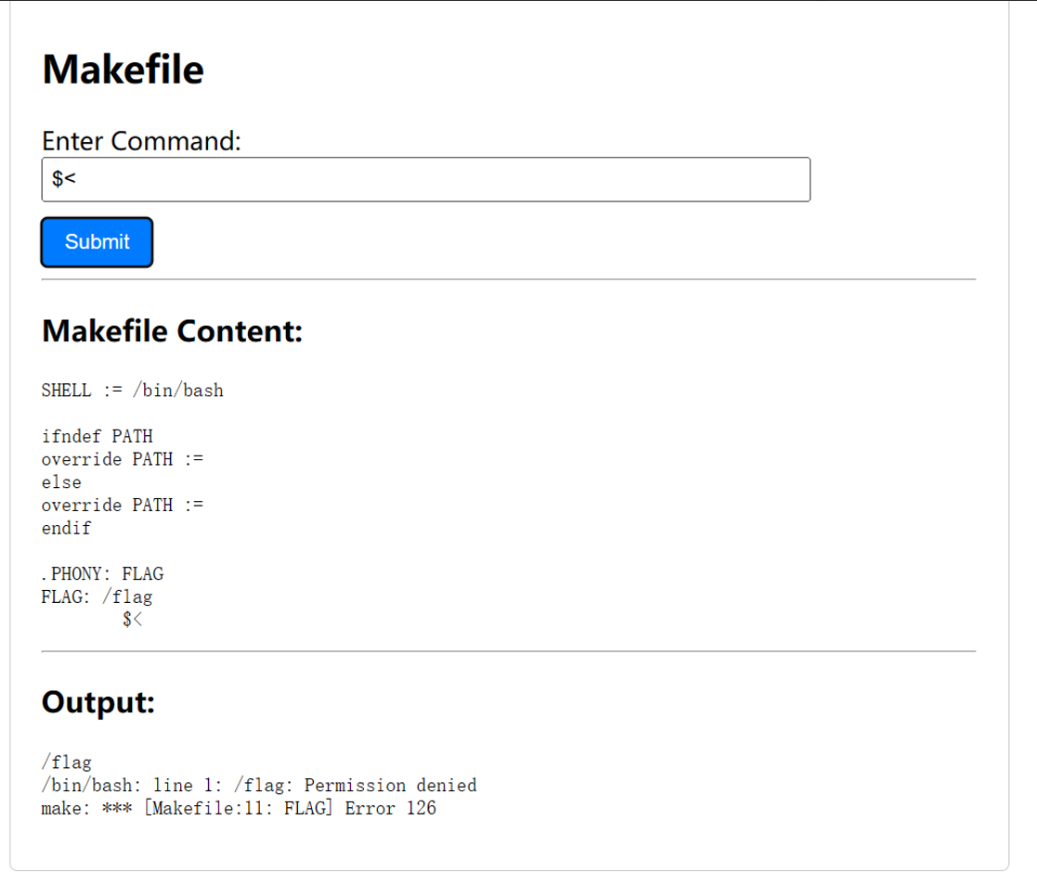 Makefile
Enter Command:
$<
Submit
Makefile Content:
SHELL := /bin/bash
ifndef PATH
override PATH :=
else
override PATH :=
endif
.PHONY: FLAG
FLAG: /flag
$<
Output:
/flag
/bin/bash: line 1: /flag: Permission denied
make: *** [Makefile:11: FLAG] Error 126